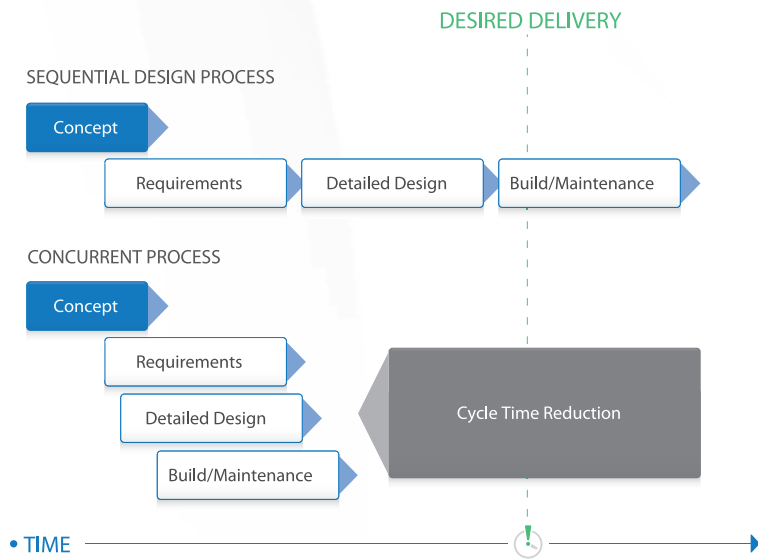 DESIRED DELIVERY
SEQUENTIAL DESIGN PROCESS
Concept
Requirements
Detailed Design
Build/Maintenance
CONCURRENT PROCESS
Concept
Requirements
Detailed Design
Build/Maintenance
Cycle Time Reduction
• TIME
!